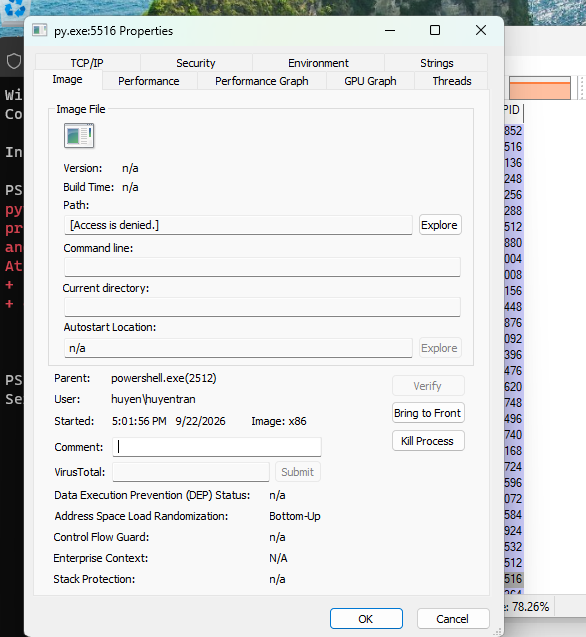 py.exe:5516 Properties
TCP/IP Security Environment Strings
Image Performance Performance Graph GPU Graph Threads
Image File
Version: n/a
Build Time: n/a
Path:
[Access is denied.] Explore
Command line:
Current directory:
Autostart Location:
n/a Explore
Parent: powershell.exe(2512) Verify
User: huyen\huyentran
Bring to Front
Started: 5:01:56 PM 9/22/2026 Image: x86
Comment: Kill Process
VirusTotal: Submit
Data Execution Prevention (DEP) Status: n/a
Address Space Load Randomization: Bottom-Up
Control Flow Guard: n/a
Enterprise Context: N/A
Stack Protection: n/a
OK Cancel
Wi
Co
In
PS
py
pr
an
At
+
+
PS
Se
PID
852
516
136
248
256
288
512
880
004
008
156
448
876
092
396
476
620
748
496
740
168
724
596
072
584
924
532
512
516
e: 78.26%